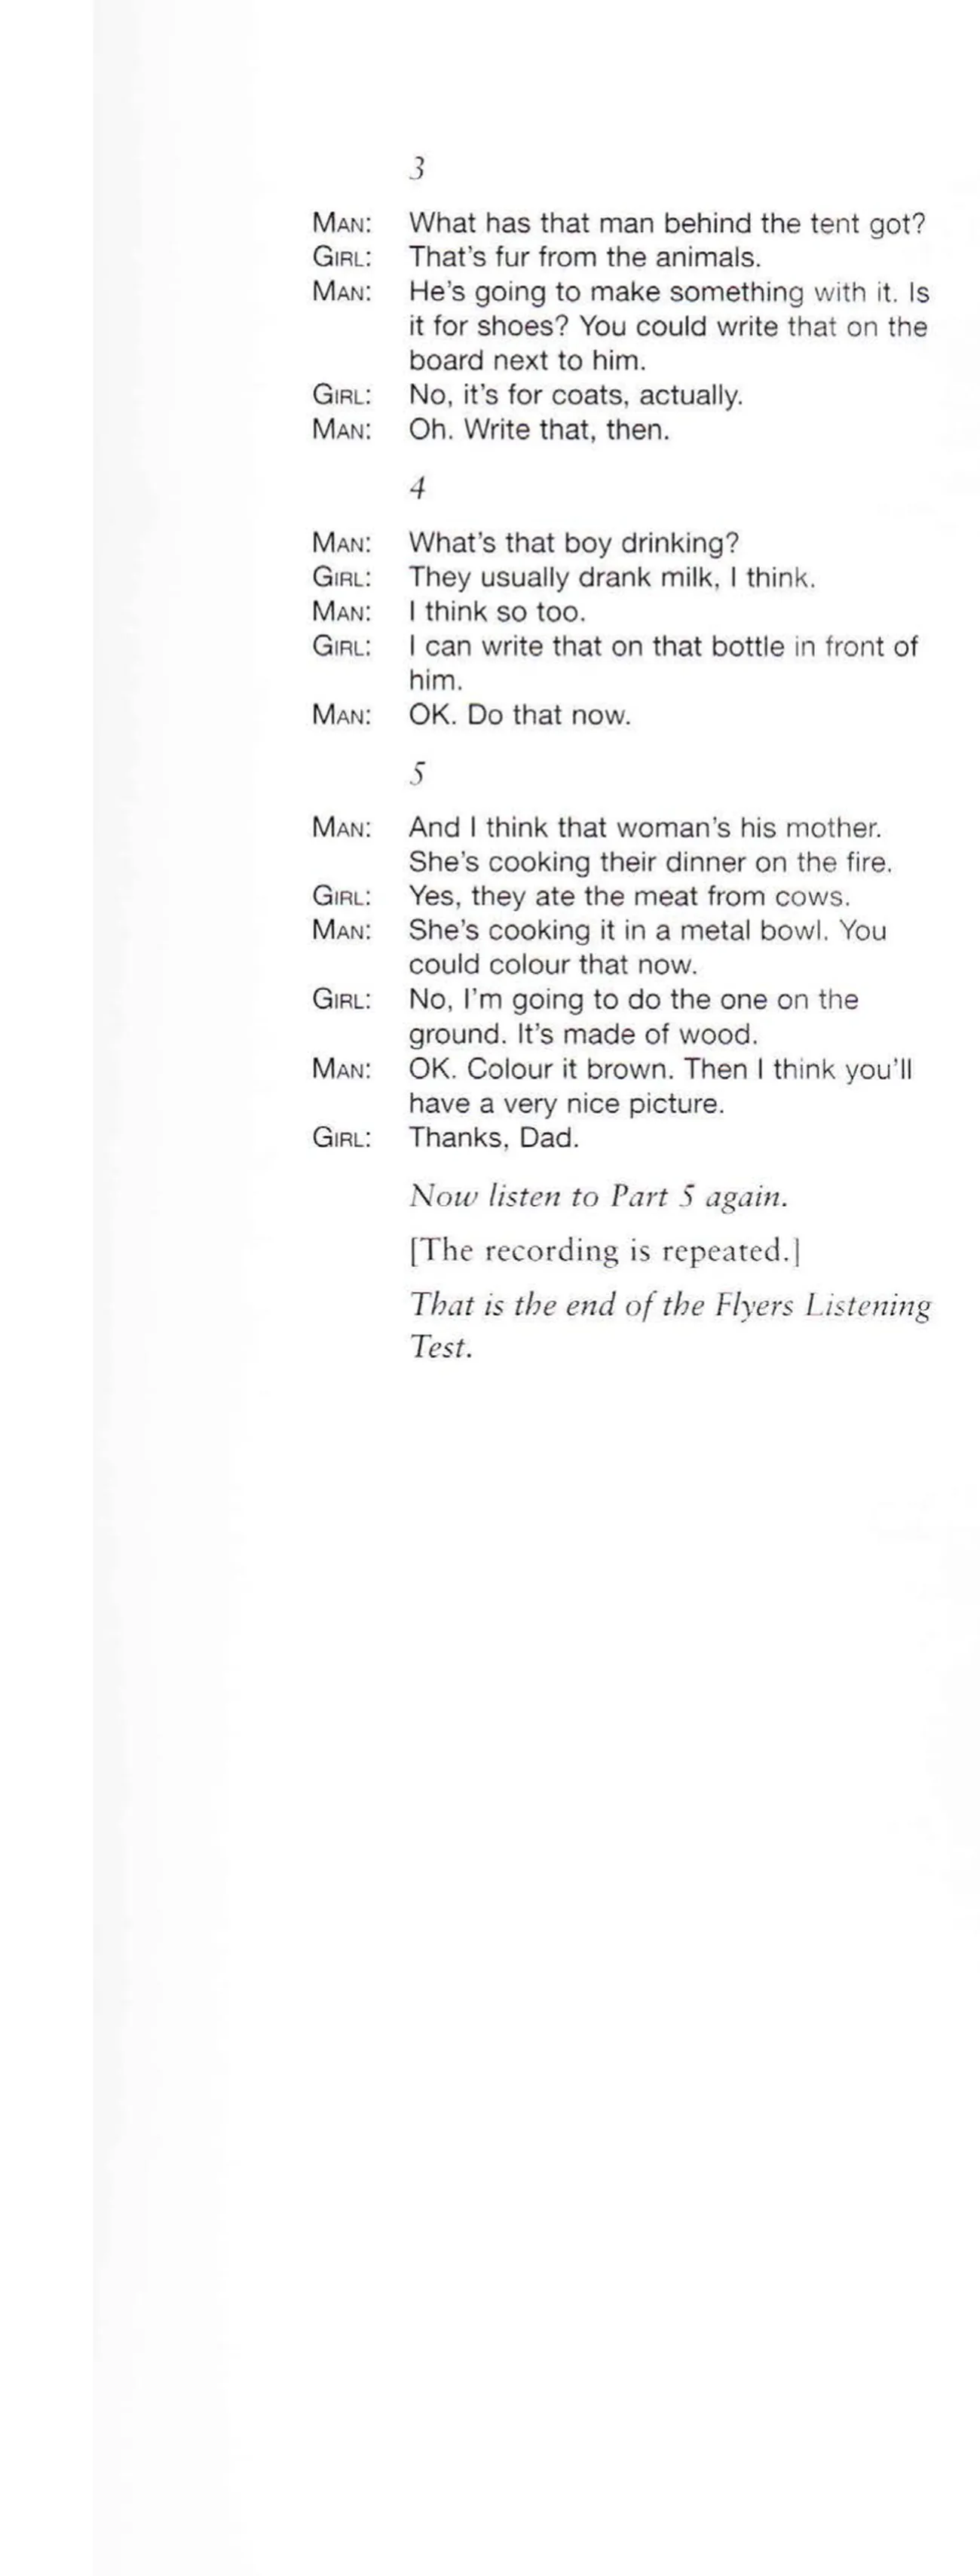 3
MAN: What has that man behind the tent got?
GIRL: That's fur from the animals.
MAN: He's going to make something with it. Is
it for shoes? You could write that on the
board next to him.
GIRL: No, it's for coats, actually.
MAN: Oh. Write that, then.
4
MAN: What's that boy drinking?
GIRL: They usually drank milk, I think.
MAN: I think so too.
GIRL: I can write that on that bottle in front of
him.
MAN: OK. Do that now.
5
MAN: And I think that woman's his mother.
She's cooking their dinner on the fire.
GIRL: Yes, they ate the meat from cows.
MAN: She's cooking it in a metal bowl. You
could colour that now.
GIRL: No, I'm going to do the one on the
ground. It's made of wood.
MAN: OK. Colour it brown. Then I think you'll
have a very nice picture.
GIRL: Thanks, Dad.
Now listen to Part 5 again.
[The recording is repeated.]
That is the end of the Flyers Listening
Test.